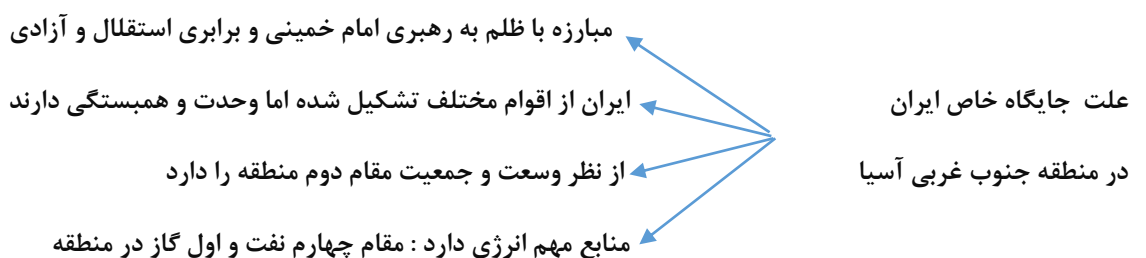 مبارزه با ظلم به رهبری امام خمینی و برابری استقلال و آزادی
علت جایگاه خاص ایران
ایران از اقوام مختلف تشکیل شده اما وحدت و همبستگی دارند
در منطقه جنوب غربی آسیا
از نظر وسعت و جمعیت مقام دوم منطقه را دارد
منابع مهم انرژی دارد : مقام چهارم نفت و اول گاز در منطقه